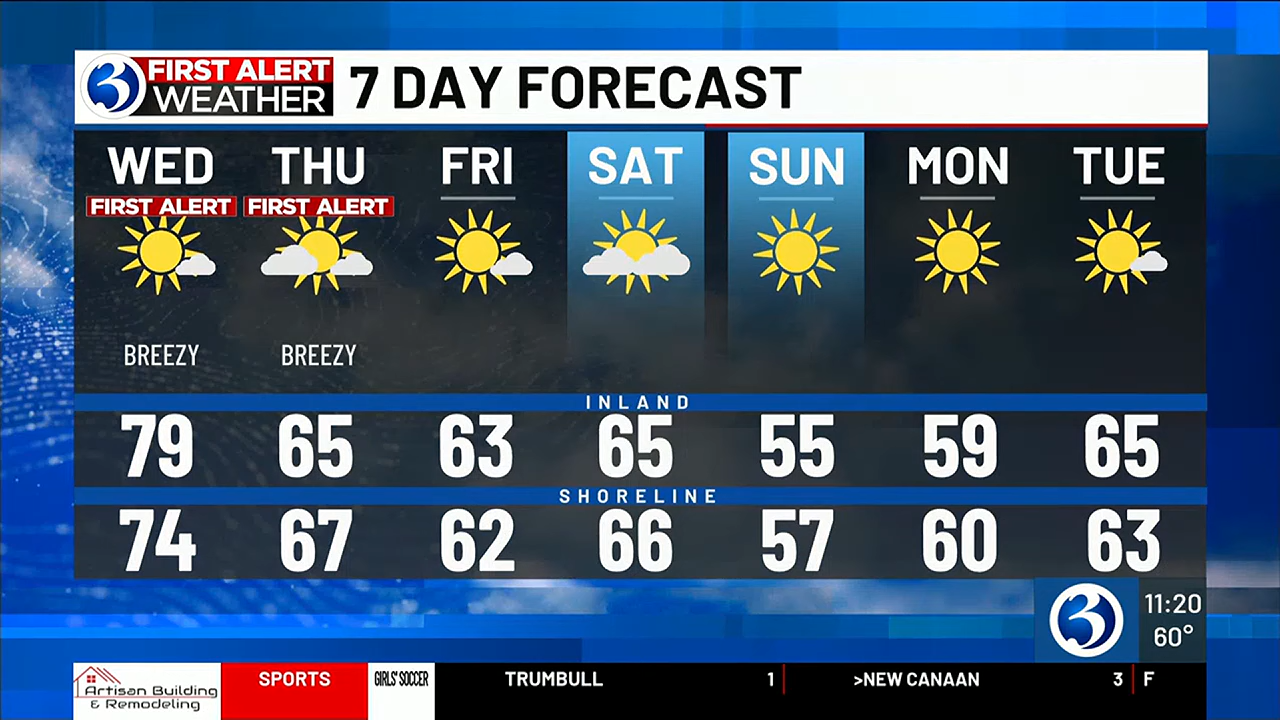 3 FIRST ALERT
WEATHER
7 DAY FORECAST
WED THU FRI SAT SUN MON TUE
FIRST ALERT FIRST ALERT
BREEZY BREEZY
INLAND
79 65 63 65 55 59 65
SHORELINE
74 67 62 66 57 60 63
3
11:20
60°
Artisan Building
& Remodeling
SPORTS GIRLS' SOCCER TRUMBULL 1 >NEW CANAAN 3 F